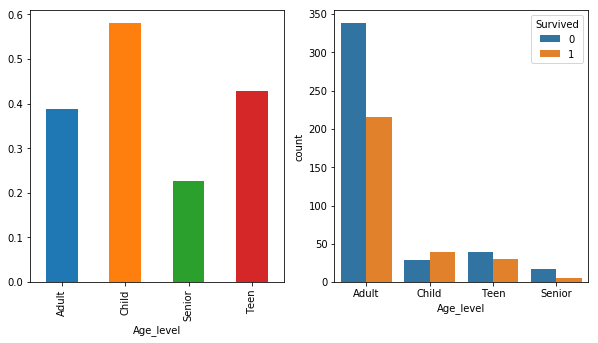 0.6
0.5
0.4
0.3
0.2
0.1
0.0
Adult
Child
Senior
Teen
Age_level
350
300
250
200
150
100
50
0
count
Survived
0
1
Adult Child Teen Senior
Age_level